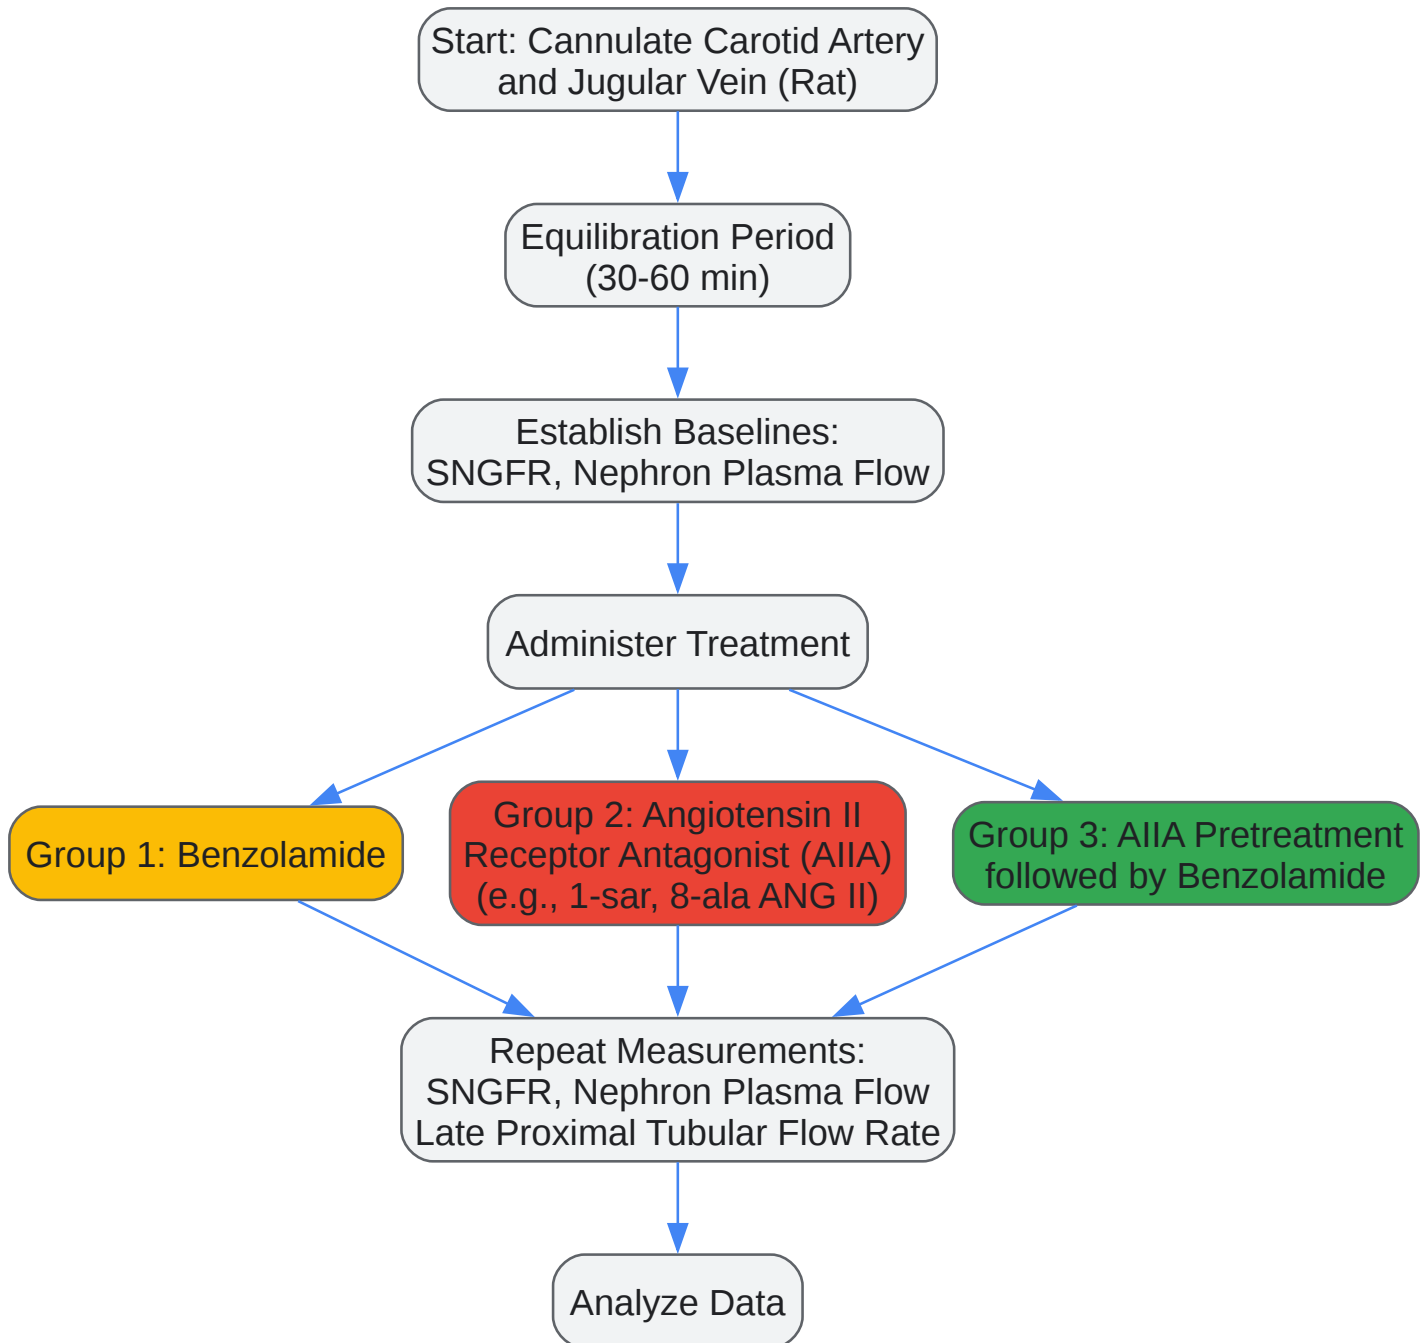 Start: Cannulate Carotid Artery
and Jugular Vein (Rat)
Equilibration Period
(30-60 min)
Establish Baselines:
SNGFR, Nephron Plasma Flow
Administer Treatment
Group 1: Benzolamide
Group 2: Angiotensin II
Receptor Antagonist (AIIA)
(e.g., 1-sar, 8-ala ANG II)
Group 3: AIIA Pretreatment
followed by Benzolamide
Repeat Measurements:
SNGFR, Nephron Plasma Flow
Late Proximal Tubular Flow Rate
Analyze Data